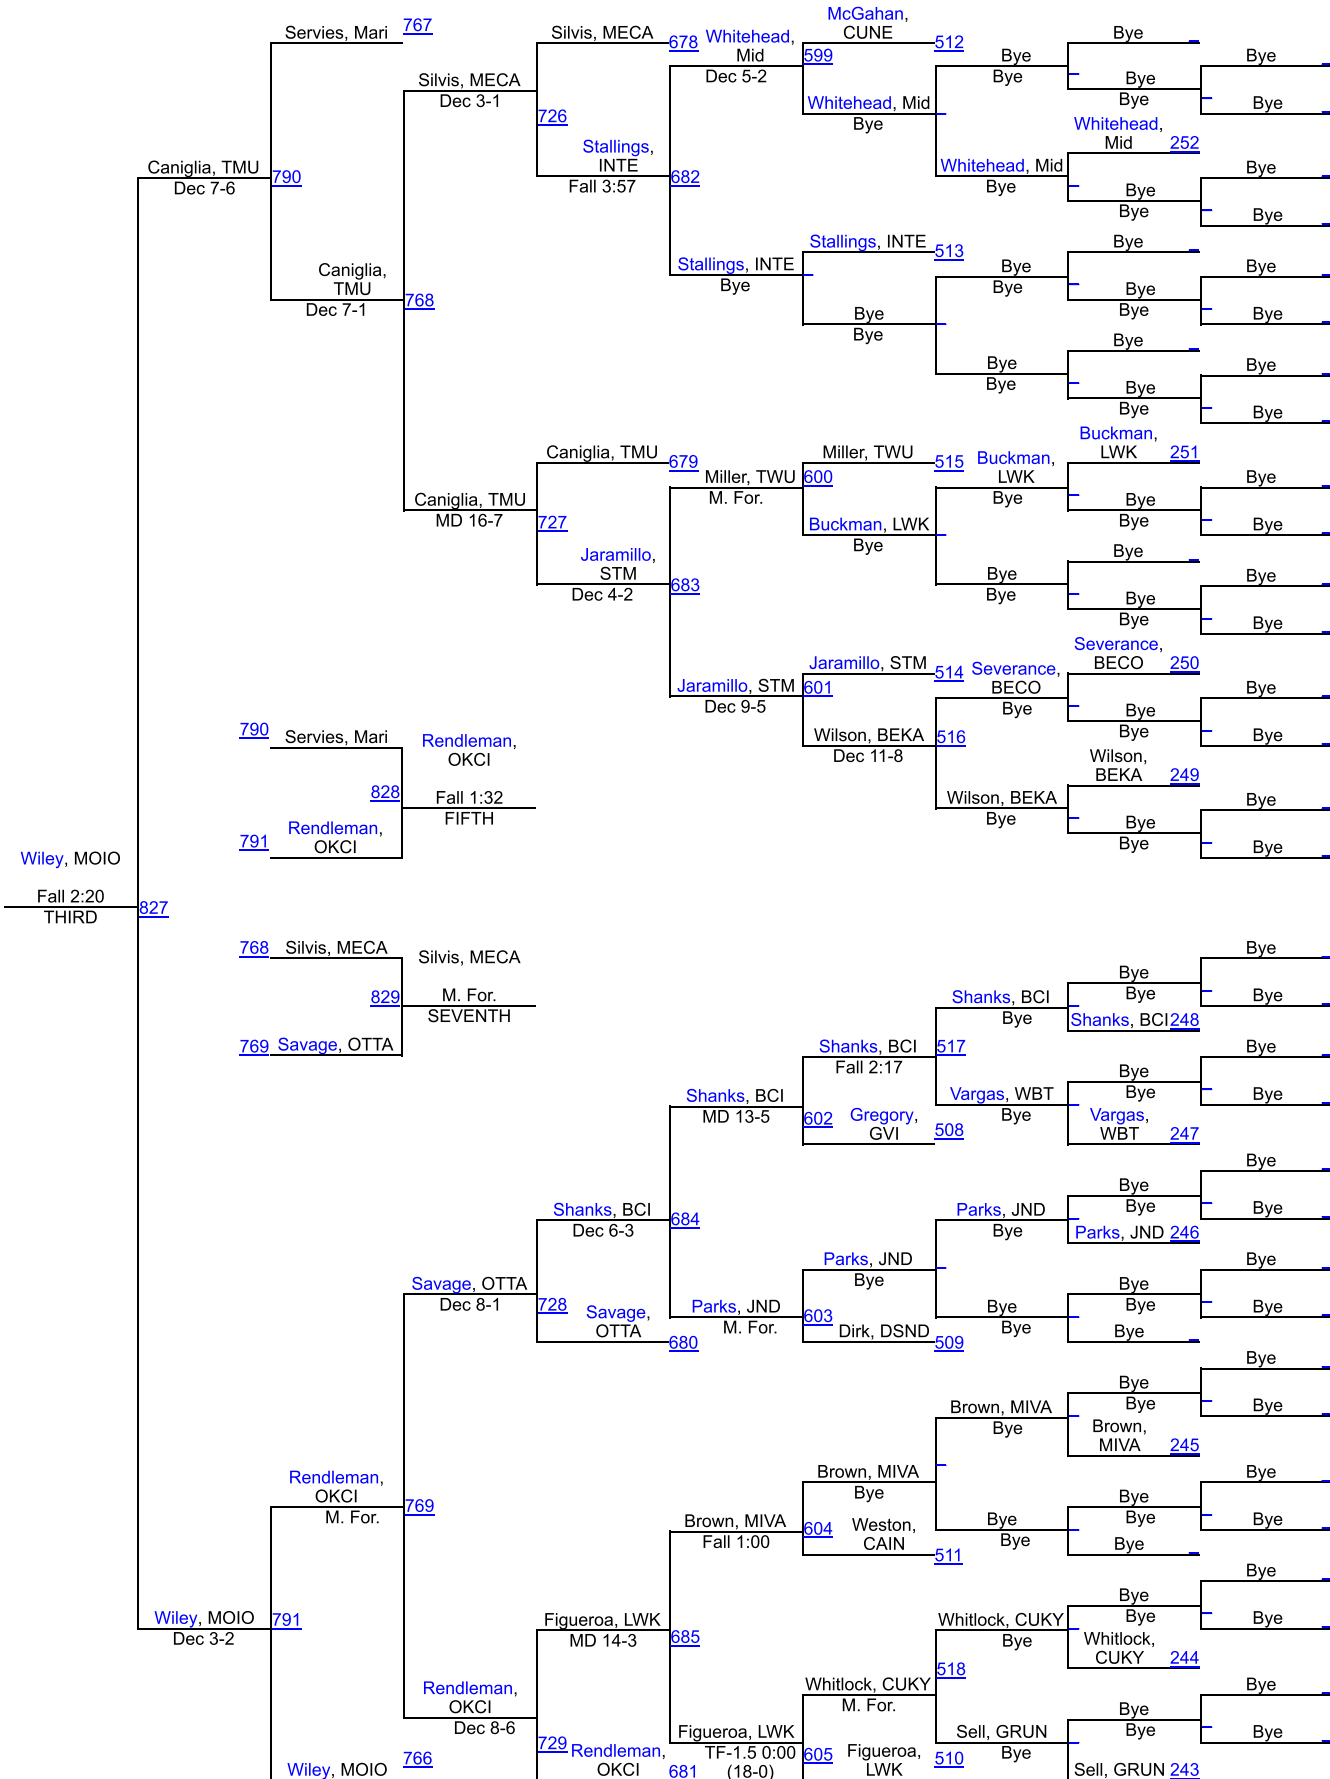 Servies, Mari 767
Silvis, MECA 678
Whitehead,
Mid
Dec 5-2
599
McGahan,
CUNE 512
Bye
Bye
Bye
Bye
Bye
Bye
Bye
Silvis, MECA
Dec 3-1
726
Whitehead, Mid
Bye
Whitehead,
Mid 252
Stallings,
INTE
Fall 3:57
682
Whitehead, Mid
Bye
Bye
Bye
Bye
Bye
Caniglia, TMU
Dec 7-6
790
Stallings, INTE
Bye
Stallings, INTE 513
Bye
Bye
Bye
Bye
Bye
Bye
Bye
Caniglia,
TMU
Dec 7-1
768
Bye
Bye
Bye
Bye
Bye
Bye
Bye
Bye
Bye
Caniglia, TMU 679
Miller, TWU
M. For.
600
Miller, TWU 515
Buckman,
LWK
Bye
Buckman,
LWK 251
Bye
Bye
Bye
Bye
Caniglia, TMU
MD 16-7
727
Buckman, LWK
Bye
Jaramillo,
STM
Dec 4-2
683
Bye
Bye
Bye
Bye
Bye
Bye
Bye
Jaramillo, STM
Dec 9-5
601
Jaramillo, STM 514
Severance,
BECO
Bye
Severance,
BECO 250
Bye
Bye
Bye
Bye
Wilson, BEKA
Dec 11-8
516
Wilson,
BEKA 249
Wilson, BEKA
Bye
Bye
Bye
Bye
Bye
790 Servies, Mari
Rendleman,
OKCI
828
Fall 1:32
FIFTH
791
Rendleman,
OKCI
Wiley, MOIO
Fall 2:20
THIRD
827
768 Silvis, MECA
Silvis, MECA
829
M. For.
SEVENTH
769 Savage, OTTA
Shanks, BCI
Bye
Bye
Bye
Bye
Bye
Shanks, BCI 248
Shanks, BCI
Fall 2:17
517
Shanks, BCI
MD 13-5
602
Gregory,
GVI 508
Vargas, WBT
Bye
Bye
Bye
Bye
Bye
Vargas,
WBT 247
Shanks, BCI
Dec 6-3
684
Parks, JND
Bye
Bye
Bye
Bye
Bye
Parks, JND 246
Parks, JND
Bye
Savage, OTTA
Dec 8-1
728
Savage,
OTTA 680
Parks, JND
M. For.
603
Dirk, DSND 509
Bye
Bye
Bye
Bye
Bye
Bye
Bye
Brown, MIVA
Bye
Bye
Bye
Bye
Bye
Brown,
MIVA 245
Rendleman,
OKCI
M. For.
769
Brown, MIVA
Bye
Brown, MIVA
Fall 1:00
604
Weston,
CAIN 511
Bye
Bye
Bye
Bye
Bye
Bye
Bye
Wiley, MOIO
Dec 3-2
791
Figueroa, LWK
MD 14-3
685
Whitlock, CUKY
Bye
Bye
Bye
Bye
Bye
Whitlock,
CUKY 244
518
Rendleman,
OKCI
Dec 8-6
729
Whitlock, CUKY
M. For.
Figueroa, LWK
TF-1.5 0:00
(18-0)
605
Sell, GRUN
Bye
Bye
Bye
Bye
Bye
Wiley, MOIO 766
Rendleman,
OKCI 681
Figueroa,
LWK 510
Sell, GRUN 243